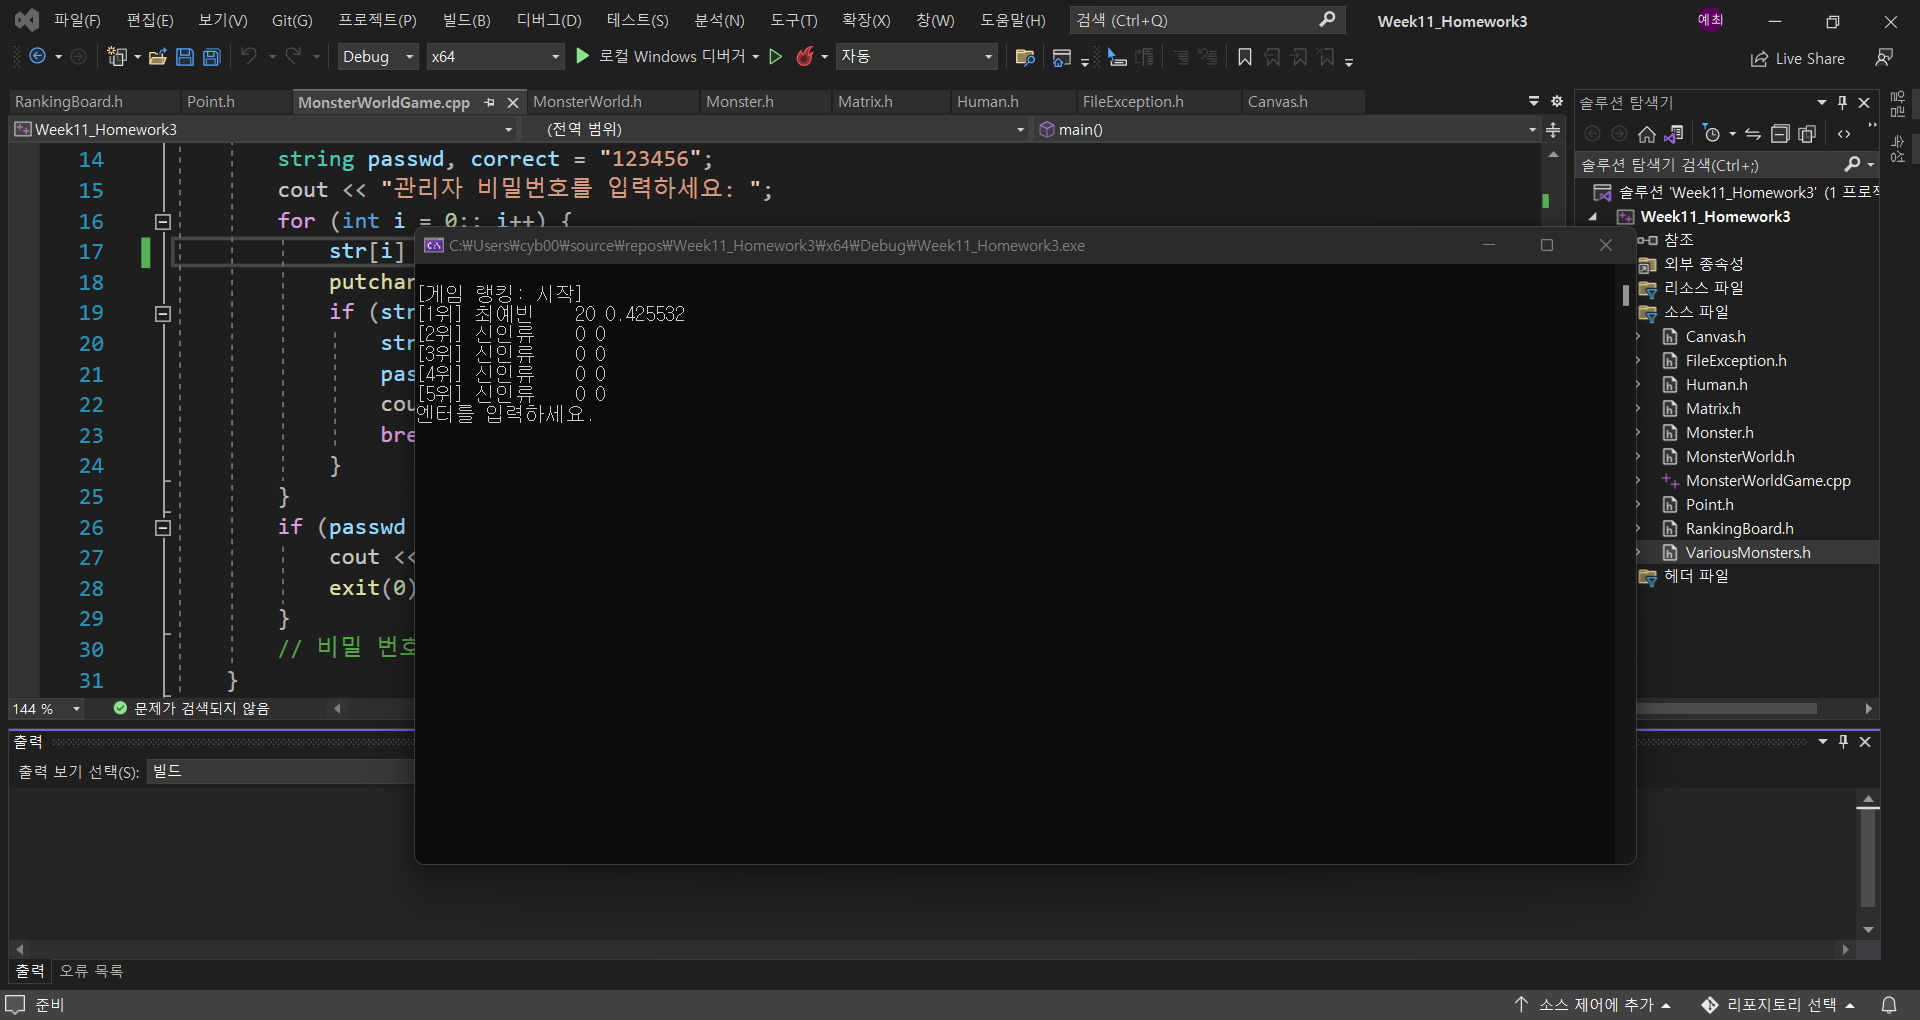 파일(F) 편집(E) 보기(V) Git(G) 프로젝트(P) 빌드(B) 디버그(D) 테스트(S) 분석(N) 도구(T) 확장(X) 창(W) 도움말(H) 검색 (Ctrl+Q) Week11_Homework3 예최
Debug x64 로컬 Windows 디버거 자동 Live Share
RankingBoard.h Point.h MonsterWorldGame.cpp MonsterWorld.h Monster.h Matrix.h Human.h FileException.h Canvas.h
Week11_Homework3 (전역 범위) main()
14 string passwd, correct = "123456";
15 cout << "관리자 비밀번호를 입력하세요: ";
16 for (int i = 0;; i++) {
17 str[i]
18 putchar
19 if (str
20 str
21 pas
22 cou
23 bre
24 }
25 }
26 if (passwd
27 cout <<
28 exit(0)
29 }
30 // 비밀 번호
31 }
144 % 문제가 검색되지 않음
C:₩Users₩cyb00₩source₩repos₩Week11_Homework3₩x64₩Debug₩Week11_Homework3.exe
[게임 랭킹: 시작]
[1위] 최예빈 20 0.425532
[2위] 신인류 0 0
[3위] 신인류 0 0
[4위] 신인류 0 0
[5위] 신인류 0 0
엔터를 입력하세요.
솔루션 탐색기
솔루션 탐색기 검색(Ctrl+;)
솔루션 'Week11_Homework3' (1 프로젝
Week11_Homework3
참조
외부 종속성
리소스 파일
소스 파일
Canvas.h
FileException.h
Human.h
Matrix.h
Monster.h
MonsterWorld.h
MonsterWorldGame.cpp
Point.h
RankingBoard.h
VariousMonsters.h
헤더 파일
알림
속성
출력
출력 보기 선택(S): 빌드
출력 오류 목록
준비 소스 제어에 추가 리포지토리 선택